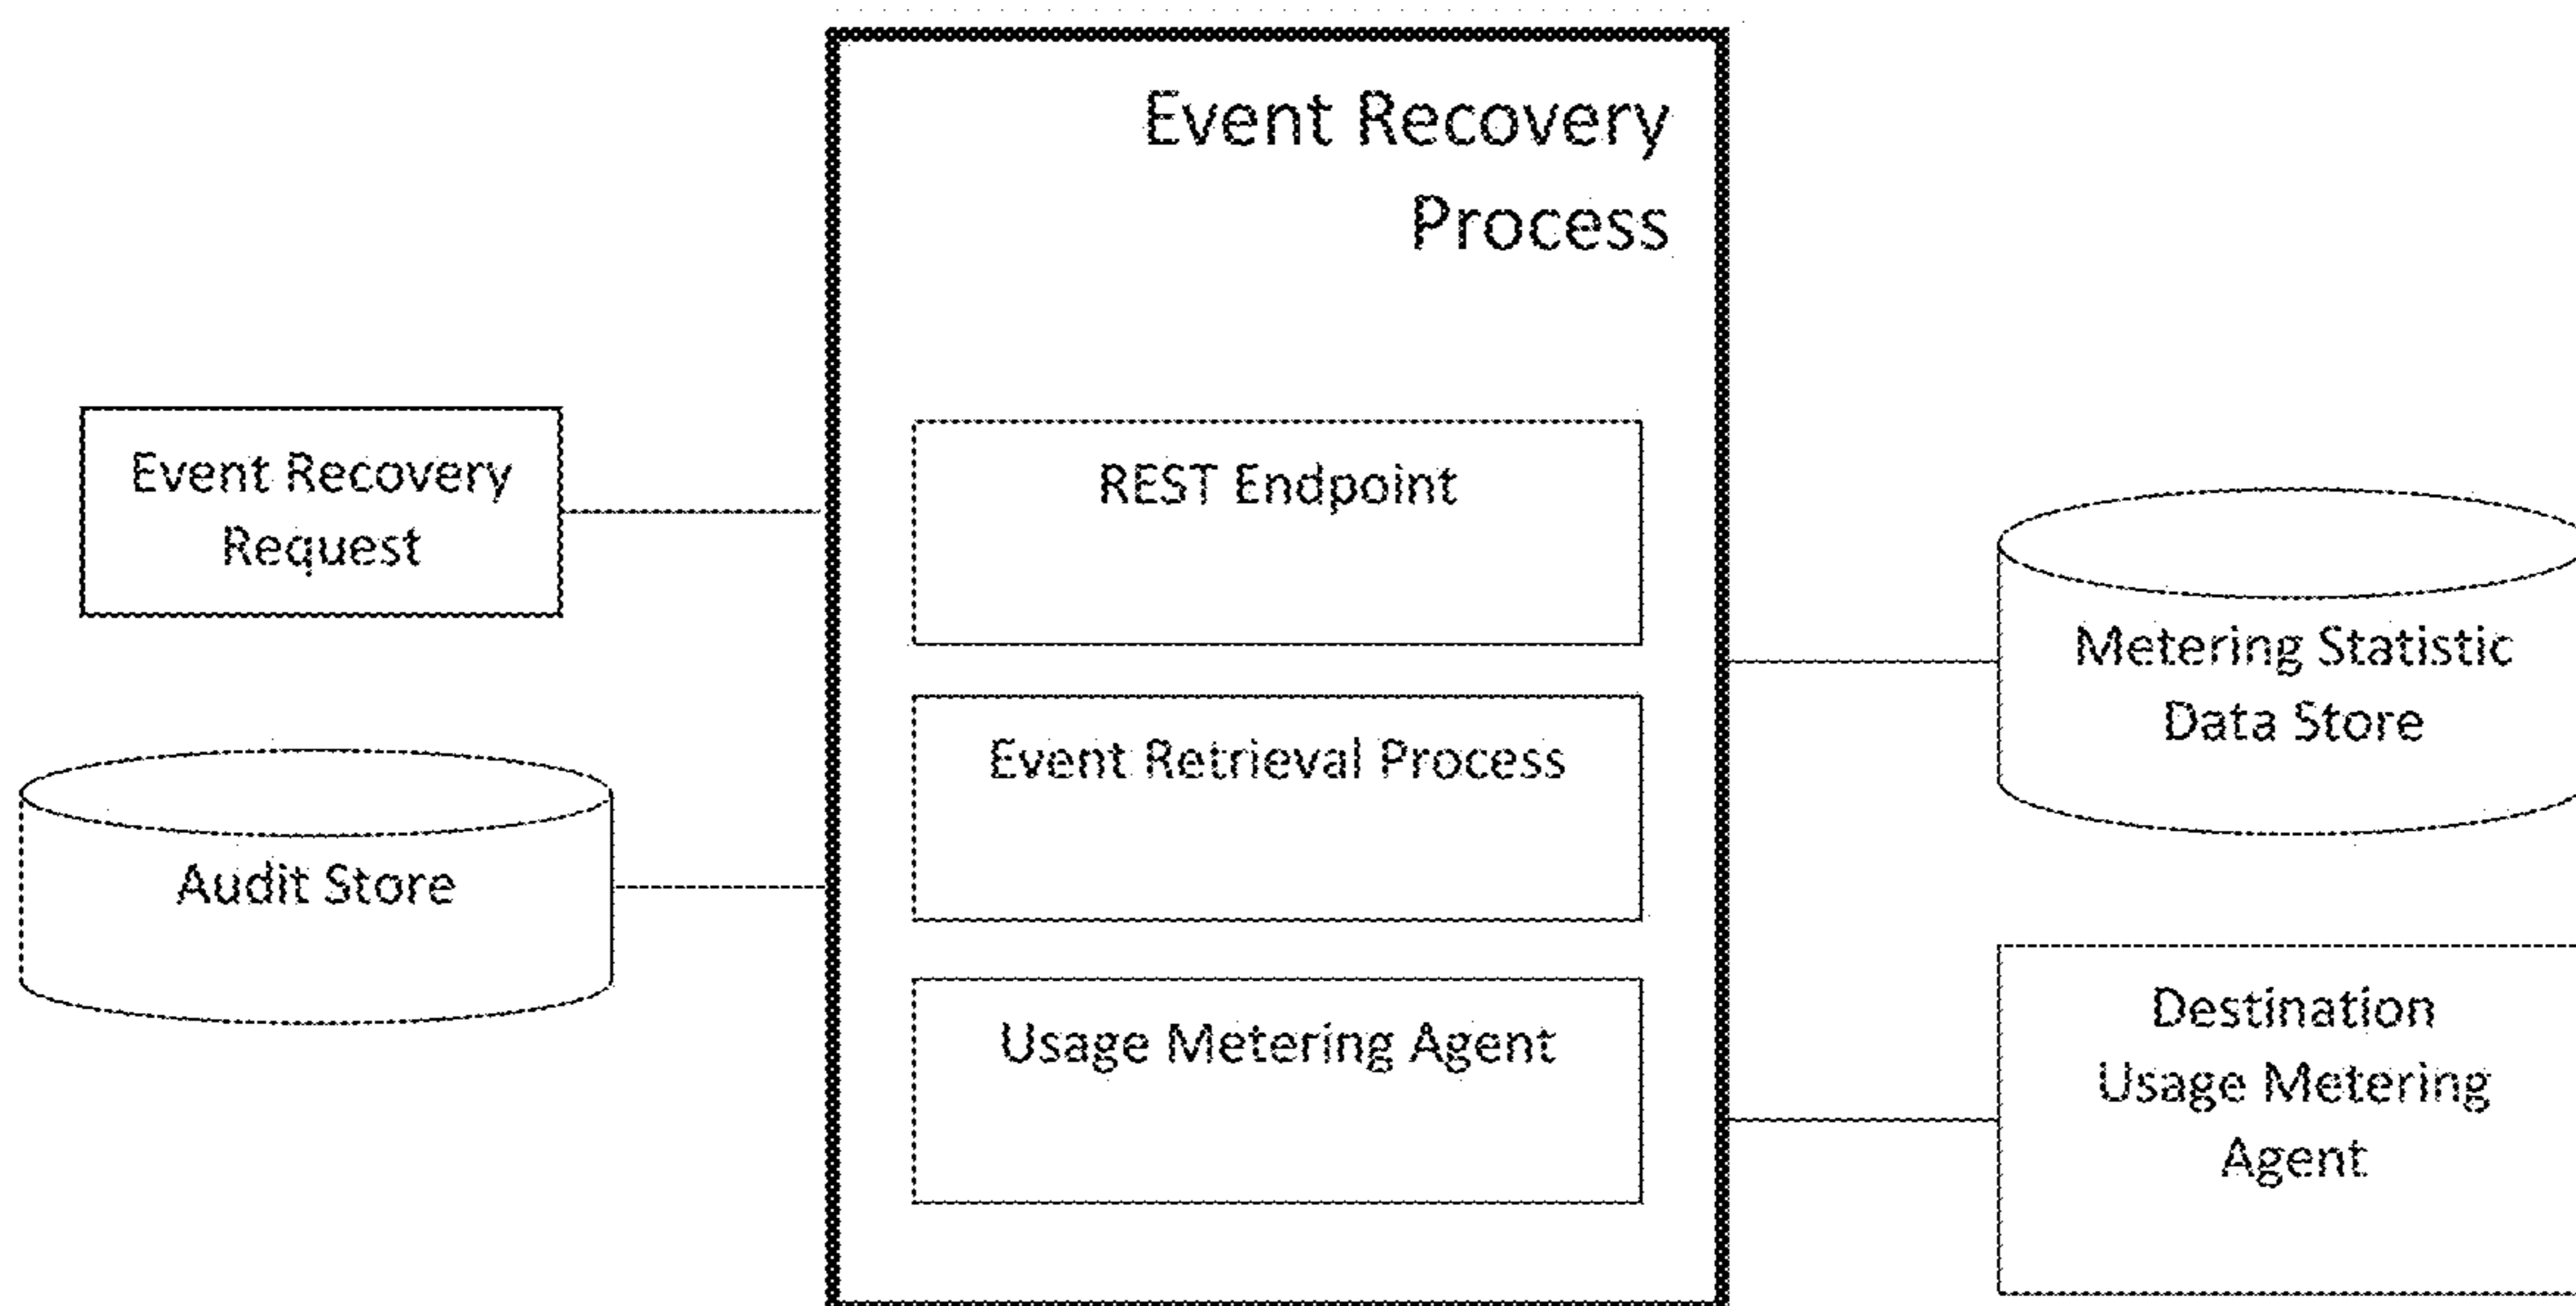 Event Recovery
Process
Event Recovery
Request
REST Endpoint
Metering Statistic
Data Store
Event Retrieval Process
Audit Store
Usage Metering Agent
Destination
Usage Metering
Agent